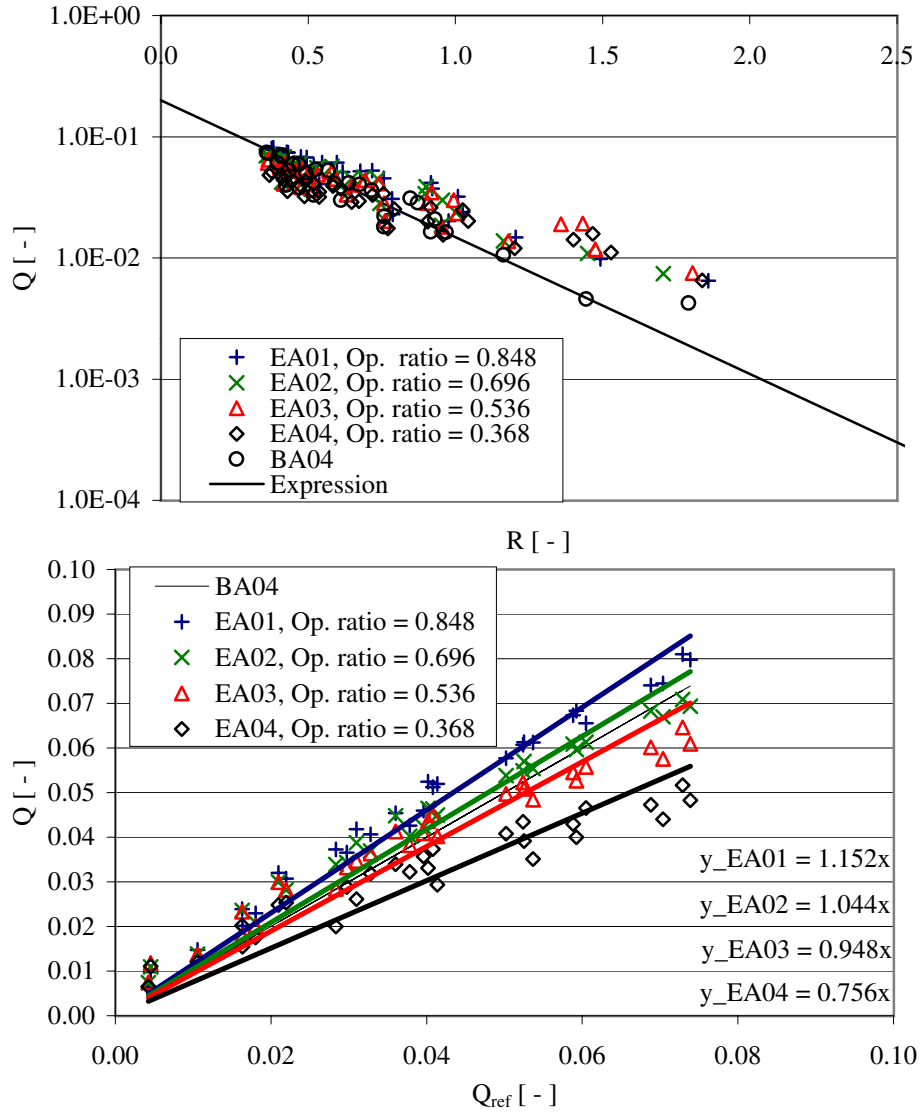 1.0E+00
0.0 0.5 1.0 1.5 2.0 2.5
1.0E-01
1.0E-02
1.0E-03
1.0E-04
Q [ - ]
EA01, Op. ratio = 0.848
EA02, Op. ratio = 0.696
EA03, Op. ratio = 0.536
EA04, Op. ratio = 0.368
BA04
Expression
R [ - ]
0.10
0.09
0.08
0.07
0.06
0.05
0.04
0.03
0.02
0.01
0.00
Q [ - ]
BA04
EA01, Op. ratio = 0.848
EA02, Op. ratio = 0.696
EA03, Op. ratio = 0.536
EA04, Op. ratio = 0.368
y_EA01 = 1.152x
y_EA02 = 1.044x
y_EA03 = 0.948x
y_EA04 = 0.756x
0.00 0.02 0.04 0.06 0.08 0.10
Qref [ - ]